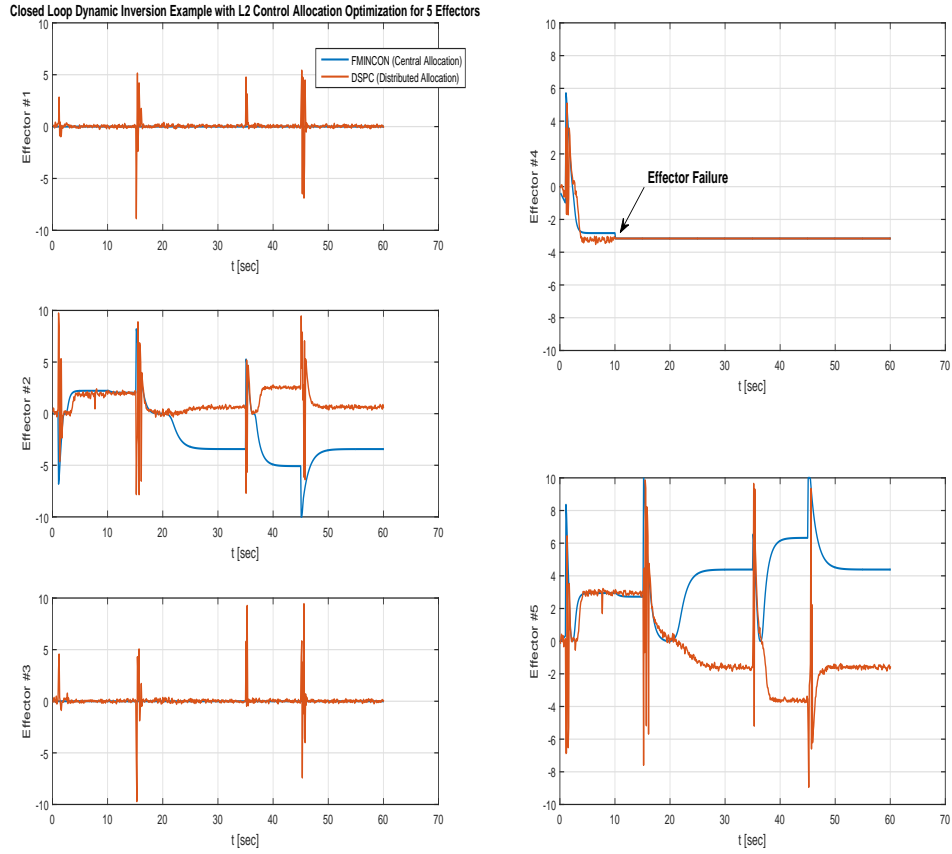 Closed Loop Dynamic Inversion Example with L2 Control Allocation Optimization for 5 Effectors
10
5
0
-5
-10
Effector #1
0 10 20 30 40 50 60 70
t [sec]
FMINCON (Central Allocation)
DSPC (Distributed Allocation)
10
5
0
-5
-10
Effector #2
0 10 20 30 40 50 60 70
t [sec]
10
5
0
-5
-10
Effector #3
0 10 20 30 40 50 60 70
t [sec]
10
8
6
4
2
0
-2
-4
-6
-8
-10
Effector #4
Effector Failure
0 10 20 30 40 50 60 70
t [sec]
10
8
6
4
2
0
-2
-4
-6
-8
-10
Effector #5
0 10 20 30 40 50 60 70
t [sec]